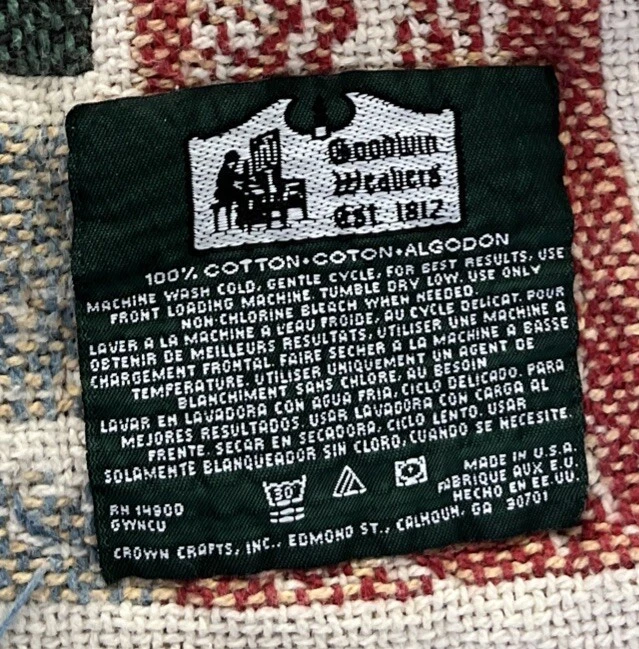 Goodwin
Weavers
Est. 1812
100% COTTON•COTON•ALGODON
MACHINE WASH COLD, GENTLE CYCLE, FOR BEST RESULTS, USE
FRONT LOADING MACHINE. TUMBLE DRY LOW. USE ONLY
NON-CHLORINE BLEACH WHEN NEEDED.
LAVER A LA MACHINE A L'EAU FROIDE, AU CYCLE DELICAT. POUR
OBTENIR DE MEILLEURS RESULTATS, UTILISER UNE MACHINE A
CHARGEMENT FRONTAL. FAIRE SECHER A LA MACHINE A BASSE
TEMPERATURE. UTILISER UNIQUEMENT UN AGENT DE
BLANCHIMENT SANS CHLORE, AU BESOIN
LAVAR EN LAVADORA CON AGUA FRIA, CICLO DELICADO. PARA
MEJORES RESULTADOS, USAR LAVADORA CON CARGA AL
FRENTE. SECAR EN SECADORA, CICLO LENTO. USAR
SOLAMENTE BLANQUEADOR SIN CLORO, CUANDO SE NECESITE.
30°
MADE IN U.S.A.
FABRIQUE AUX E.U.
HECHO EN EE.UU.
RN 14900
GWNCU
CROWN CRAFTS, INC., EDMOND ST., CALHOUN, GA 30701